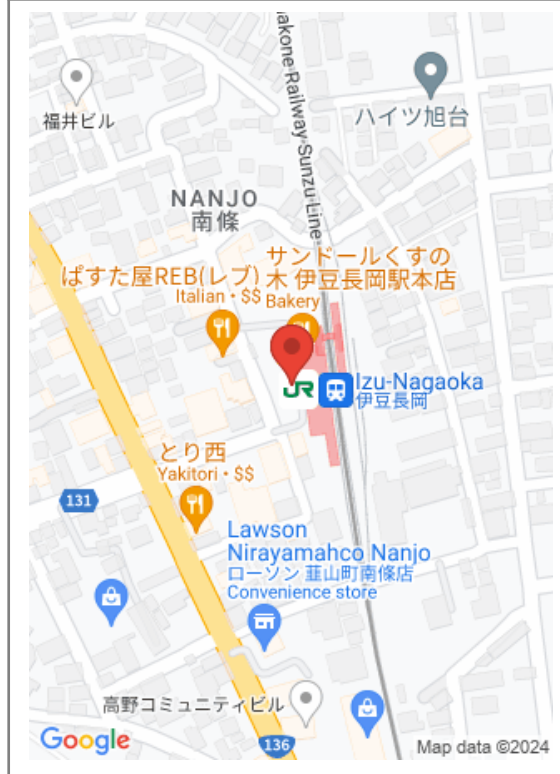 akone Railway-Sunzu-Line
福井ビル
ハイツ旭台
NANJO
南條
サンドールくすの
木 伊豆長岡駅本店
Bakery
ぱすた屋REB(レブ)
Italian • $$
JR
Izu-Nagaoka
伊豆長岡
とり西
Yakitori • $$
131
Lawson
Nirayamahco Nanjo
ローソン 韮山町南條店
Convenience store
高野コミュニティビル
136
Google
Map data ©2024